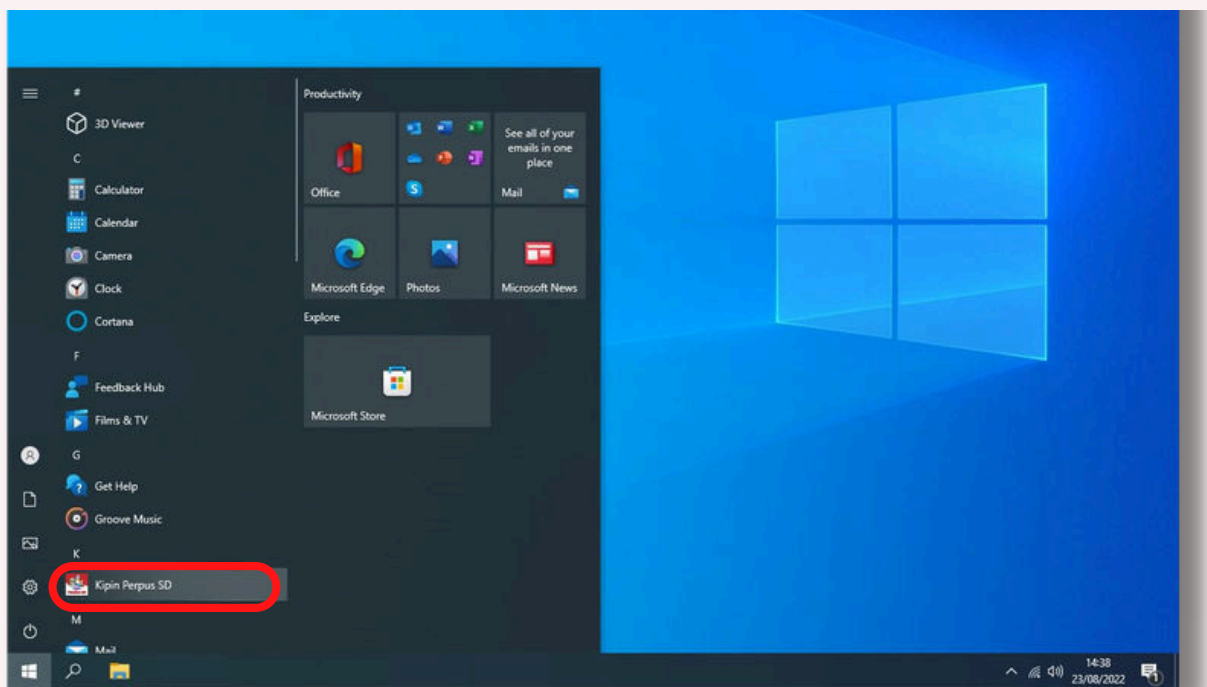 #
3D Viewer
C
Calculator
Calendar
Camera
Clock
Cortana
F
Feedback Hub
Films & TV
G
Get Help
Groove Music
K
Kipin Perpus SD
M
Mail
Productivity
Office
See all of your
emails in one
place
Mail
Microsoft Edge
Photos
Microsoft News
Explore
Microsoft Store
14:38
23/08/2022
1